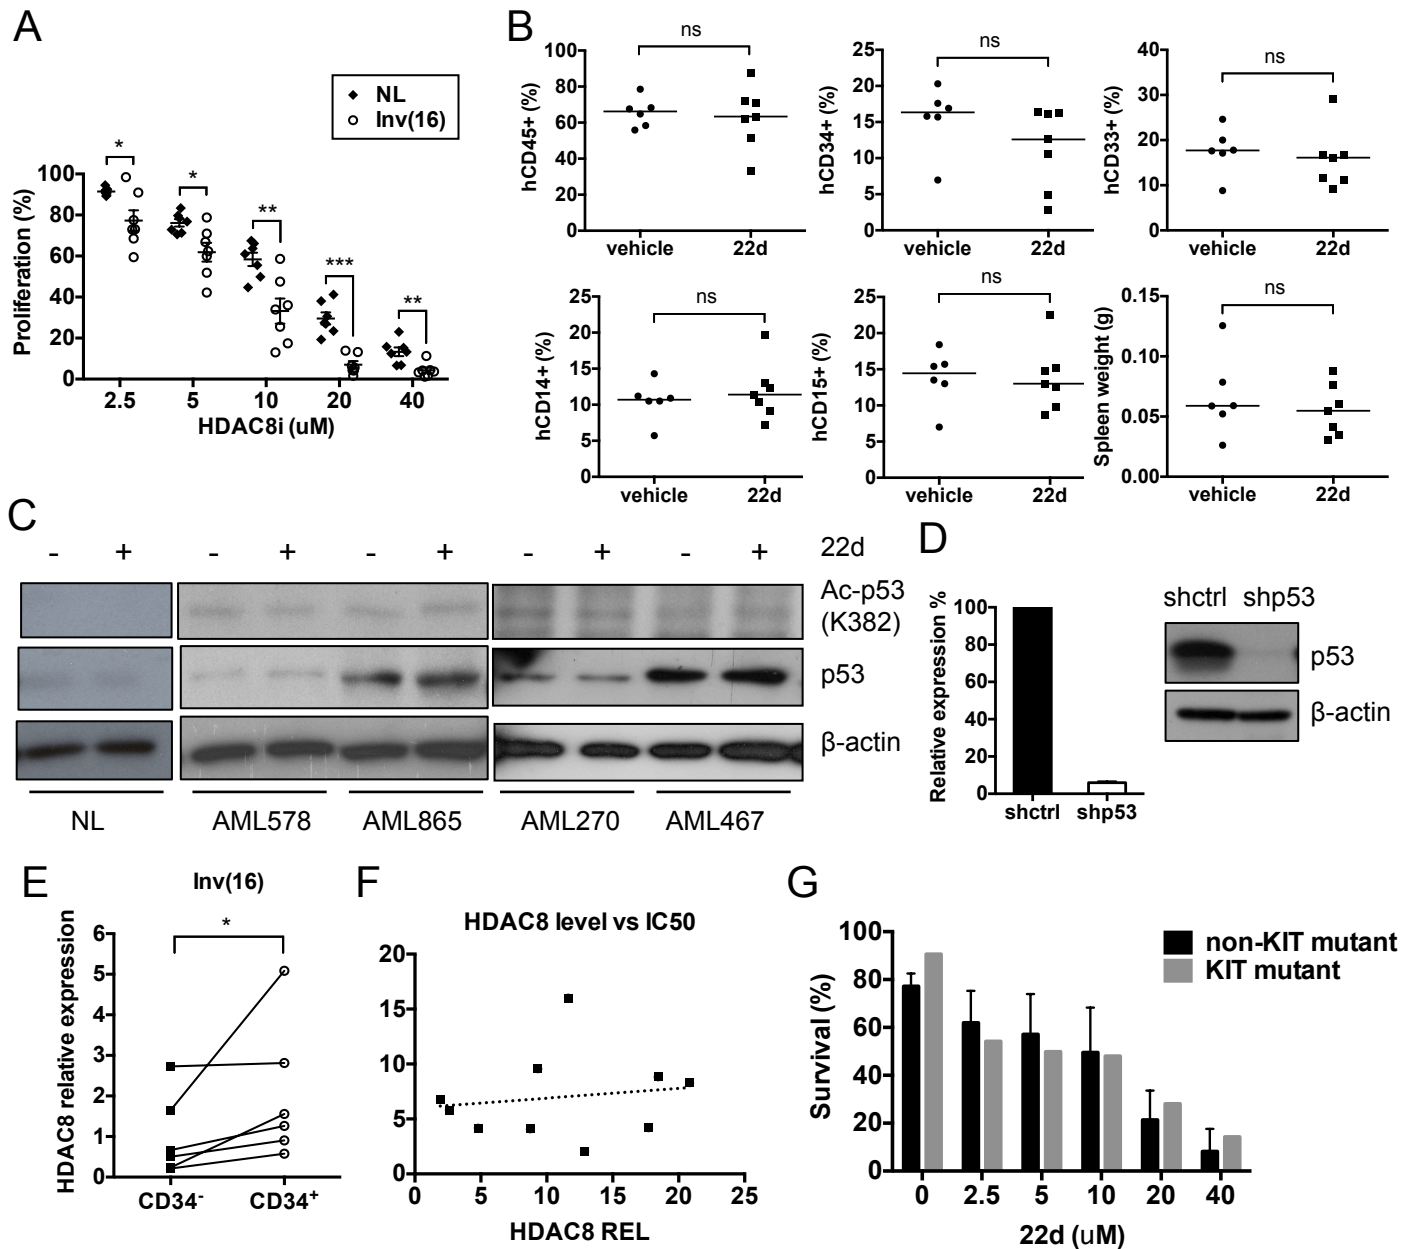 A
NL
Inv(16)
Proliferation (%)
100
80
60
40
20
0
* * ** *** **
2.5 5 10 20 40
HDAC8i (uM)
B
hCD45+ (%)
100
80
60
40
20
0
ns
vehicle 22d
hCD34+ (%)
25
20
15
10
5
0
ns
vehicle 22d
hCD33+ (%)
40
30
20
10
0
ns
vehicle 22d
hCD14+ (%)
25
20
15
10
5
0
ns
vehicle 22d
hCD15+ (%)
25
20
15
10
5
0
ns
vehicle 22d
Spleen weight (g)
0.15
0.10
0.05
0.00
ns
vehicle 22d
C
- + - + - + - + - + 22d
Ac-p53
(K382)
p53
β-actin
NL AML578 AML865 AML270 AML467
D
Relative expression %
100
80
60
40
20
0
shctrl shp53
shctrl shp53
p53
β-actin
E
Inv(16)
*
HDAC8 relative expression
6
5
4
3
2
1
0
CD34- CD34+
F
HDAC8 level vs IC50
20
15
10
5
0
0 5 10 15 20 25
HDAC8 REL
G
non-KIT mutant
KIT mutant
Survival (%)
100
80
60
40
20
0
0 2.5 5 10 20 40
22d (uM)